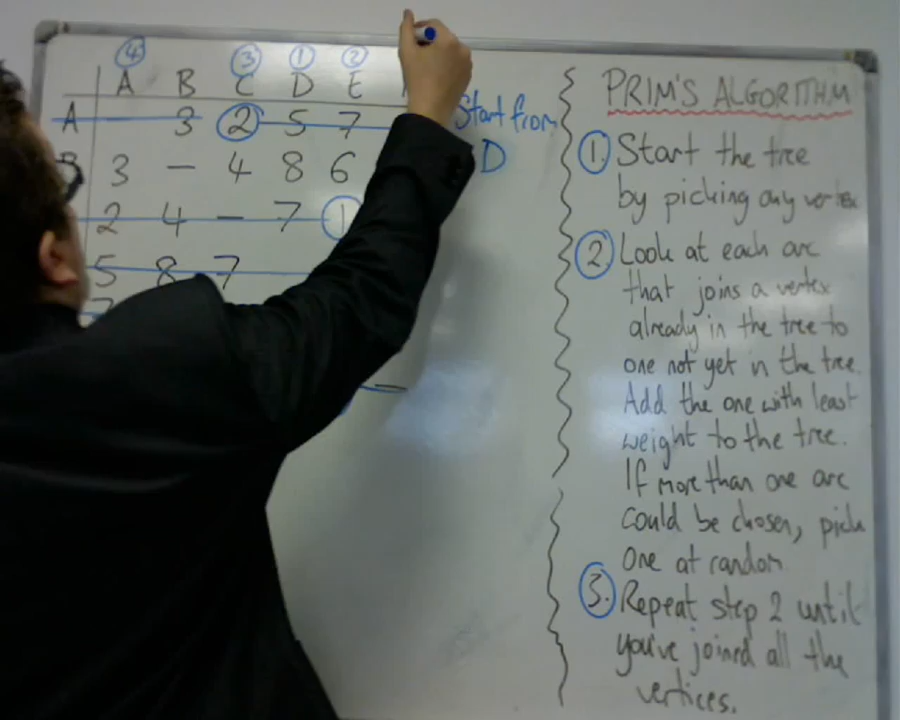 ④ ③ ① ②
A B C D E
A 3 ② 5 7
3 – 4 8 6
2 4 – 7 ①
5 8 7
Start from
D
PRIM'S ALGORITHM
① Start the tree
by picking any vertex
② Look at each arc
that joins a vertex
already in the tree to
one not yet in the tree.
Add the one with least
weight to the tree.
If more than one arc
could be chosen, pick
one at random
③. Repeat step 2 until
you've joined all the
vertices.